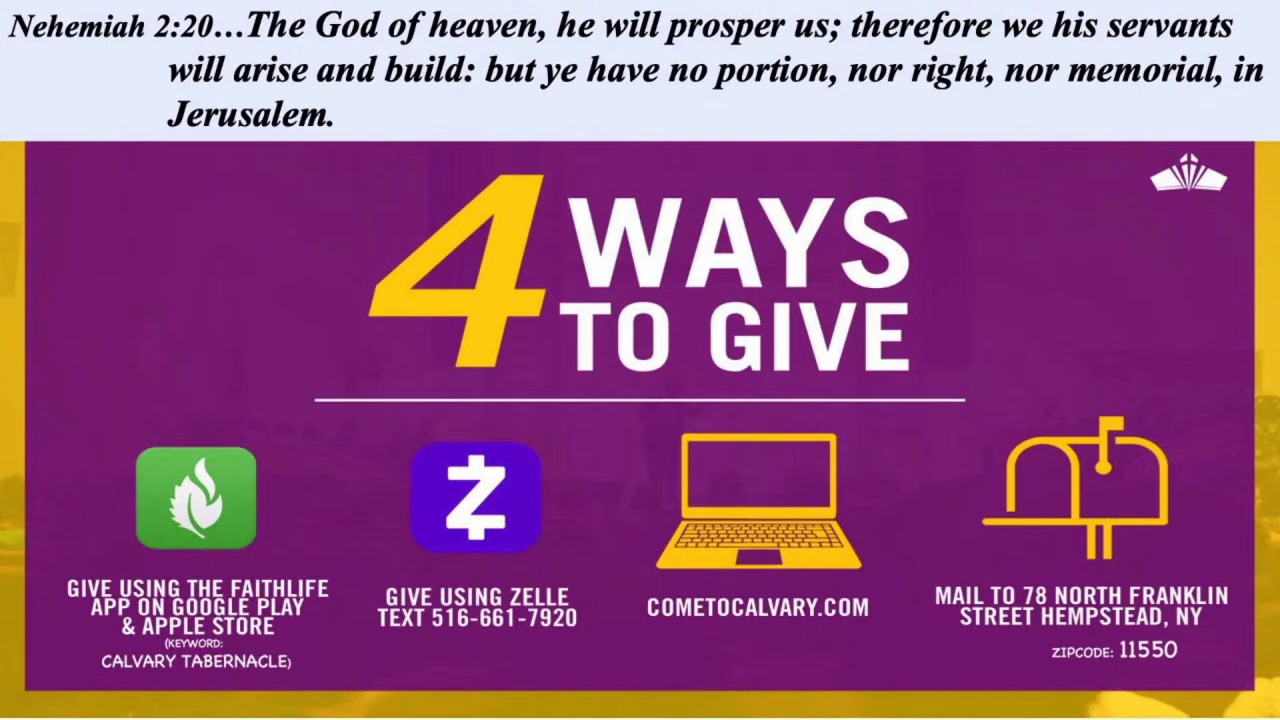 Nehemiah 2:20...The God of heaven, he will prosper us; therefore we his servants
will arise and build: but ye have no portion, nor right, nor memorial, in
Jerusalem.
4 WAYS
TO GIVE
GIVE USING THE FAITHLIFE
APP ON GOOGLE PLAY
& APPLE STORE
(KEYWORD:
CALVARY TABERNACLE)
GIVE USING ZELLE
TEXT 516-661-7920
COMETOCALVARY.COM
MAIL TO 78 NORTH FRANKLIN
STREET HEMPSTEAD, NY
ZIPCODE: 11550